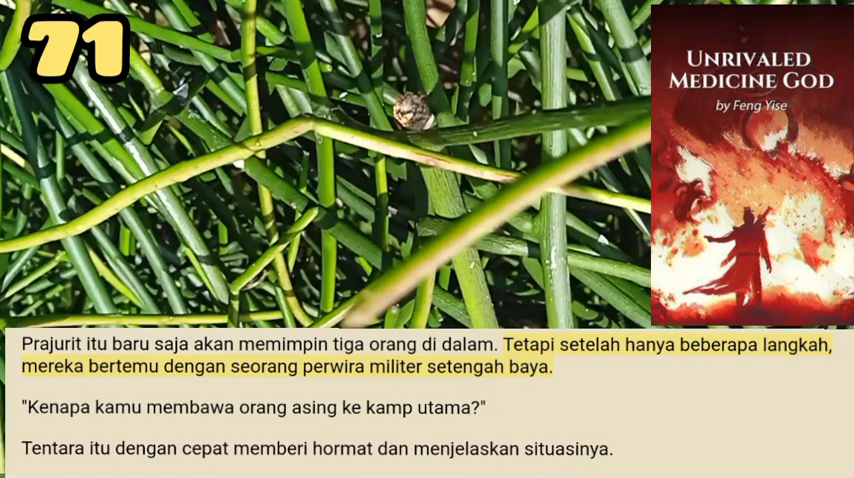 71
UNRIVALED
MEDICINE GOD
by Feng Yise
Prajurit itu baru saja akan memimpin tiga orang di dalam. Tetapi setelah hanya beberapa langkah,
mereka bertemu dengan seorang perwira militer setengah baya.
"Kenapa kamu membawa orang asing ke kamp utama?"
Tentara itu dengan cepat memberi hormat dan menjelaskan situasinya.